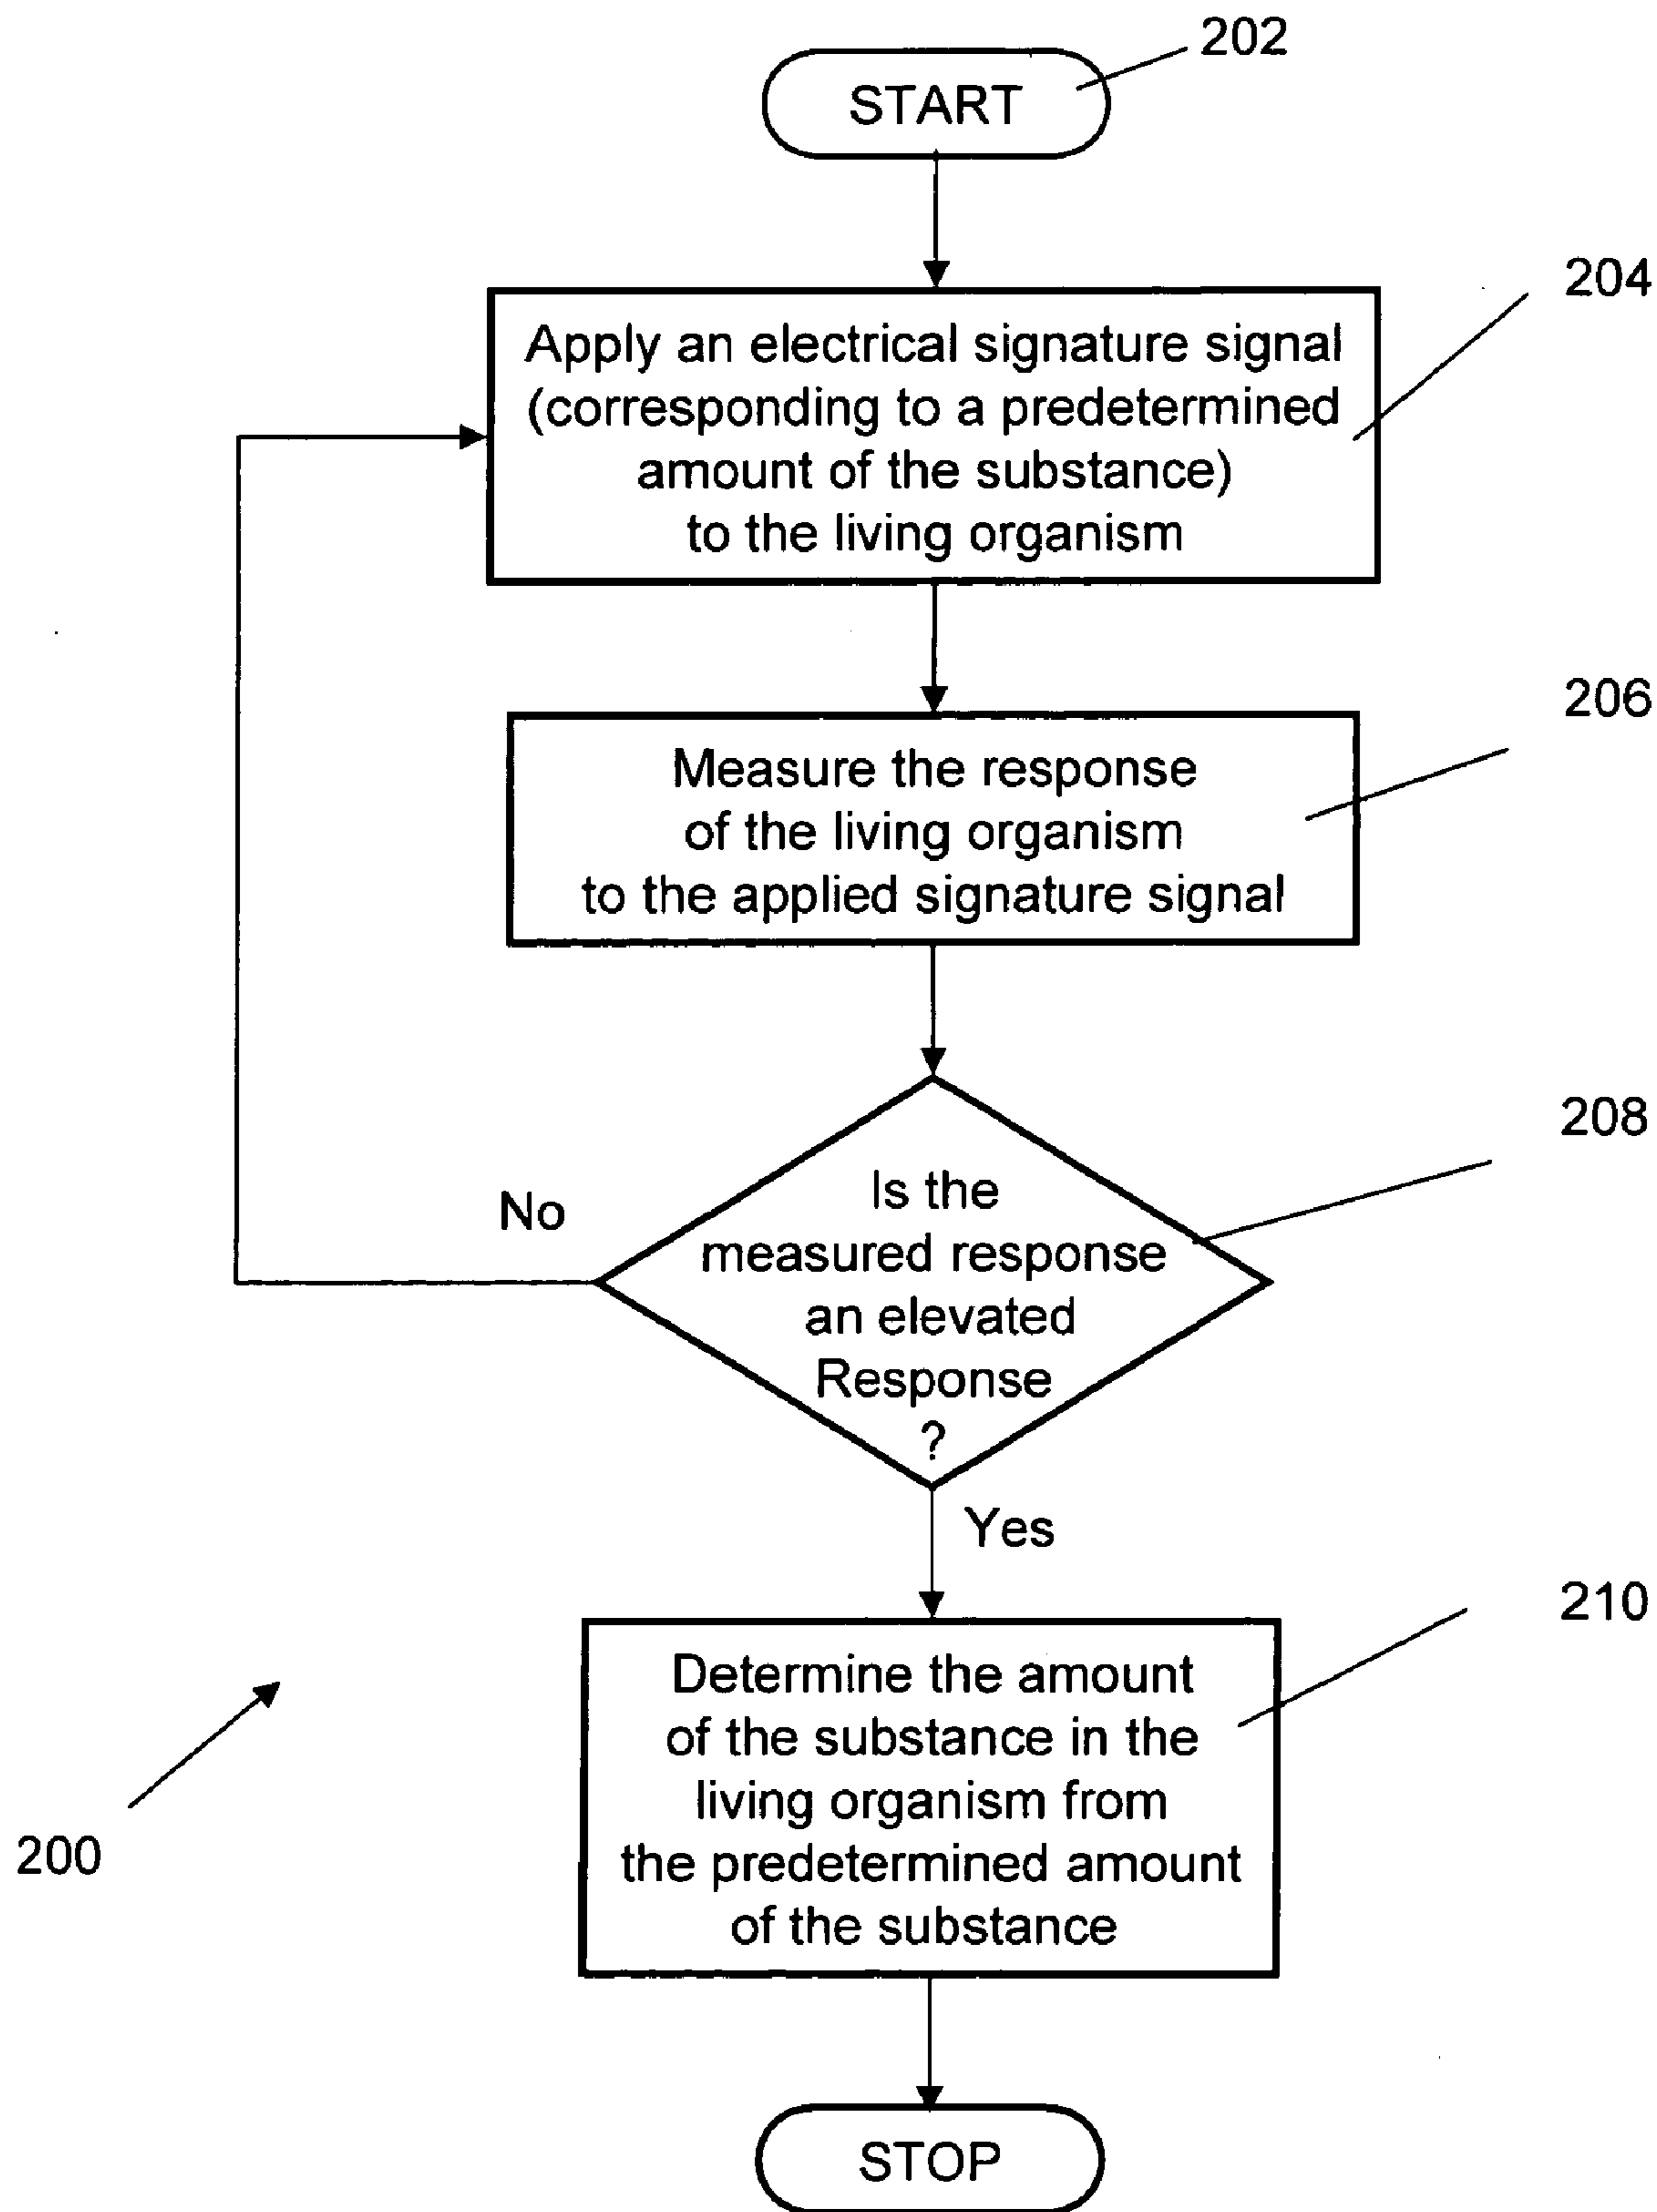 202
START
204
Apply an electrical signature signal
(corresponding to a predetermined
amount of the substance)
to the living organism
206
Measure the response
of the living organism
to the applied signature signal
208
Is the
measured response
an elevated
Response
?
No
Yes
210
Determine the amount
of the substance in the
living organism from
the predetermined amount
of the substance
200
STOP